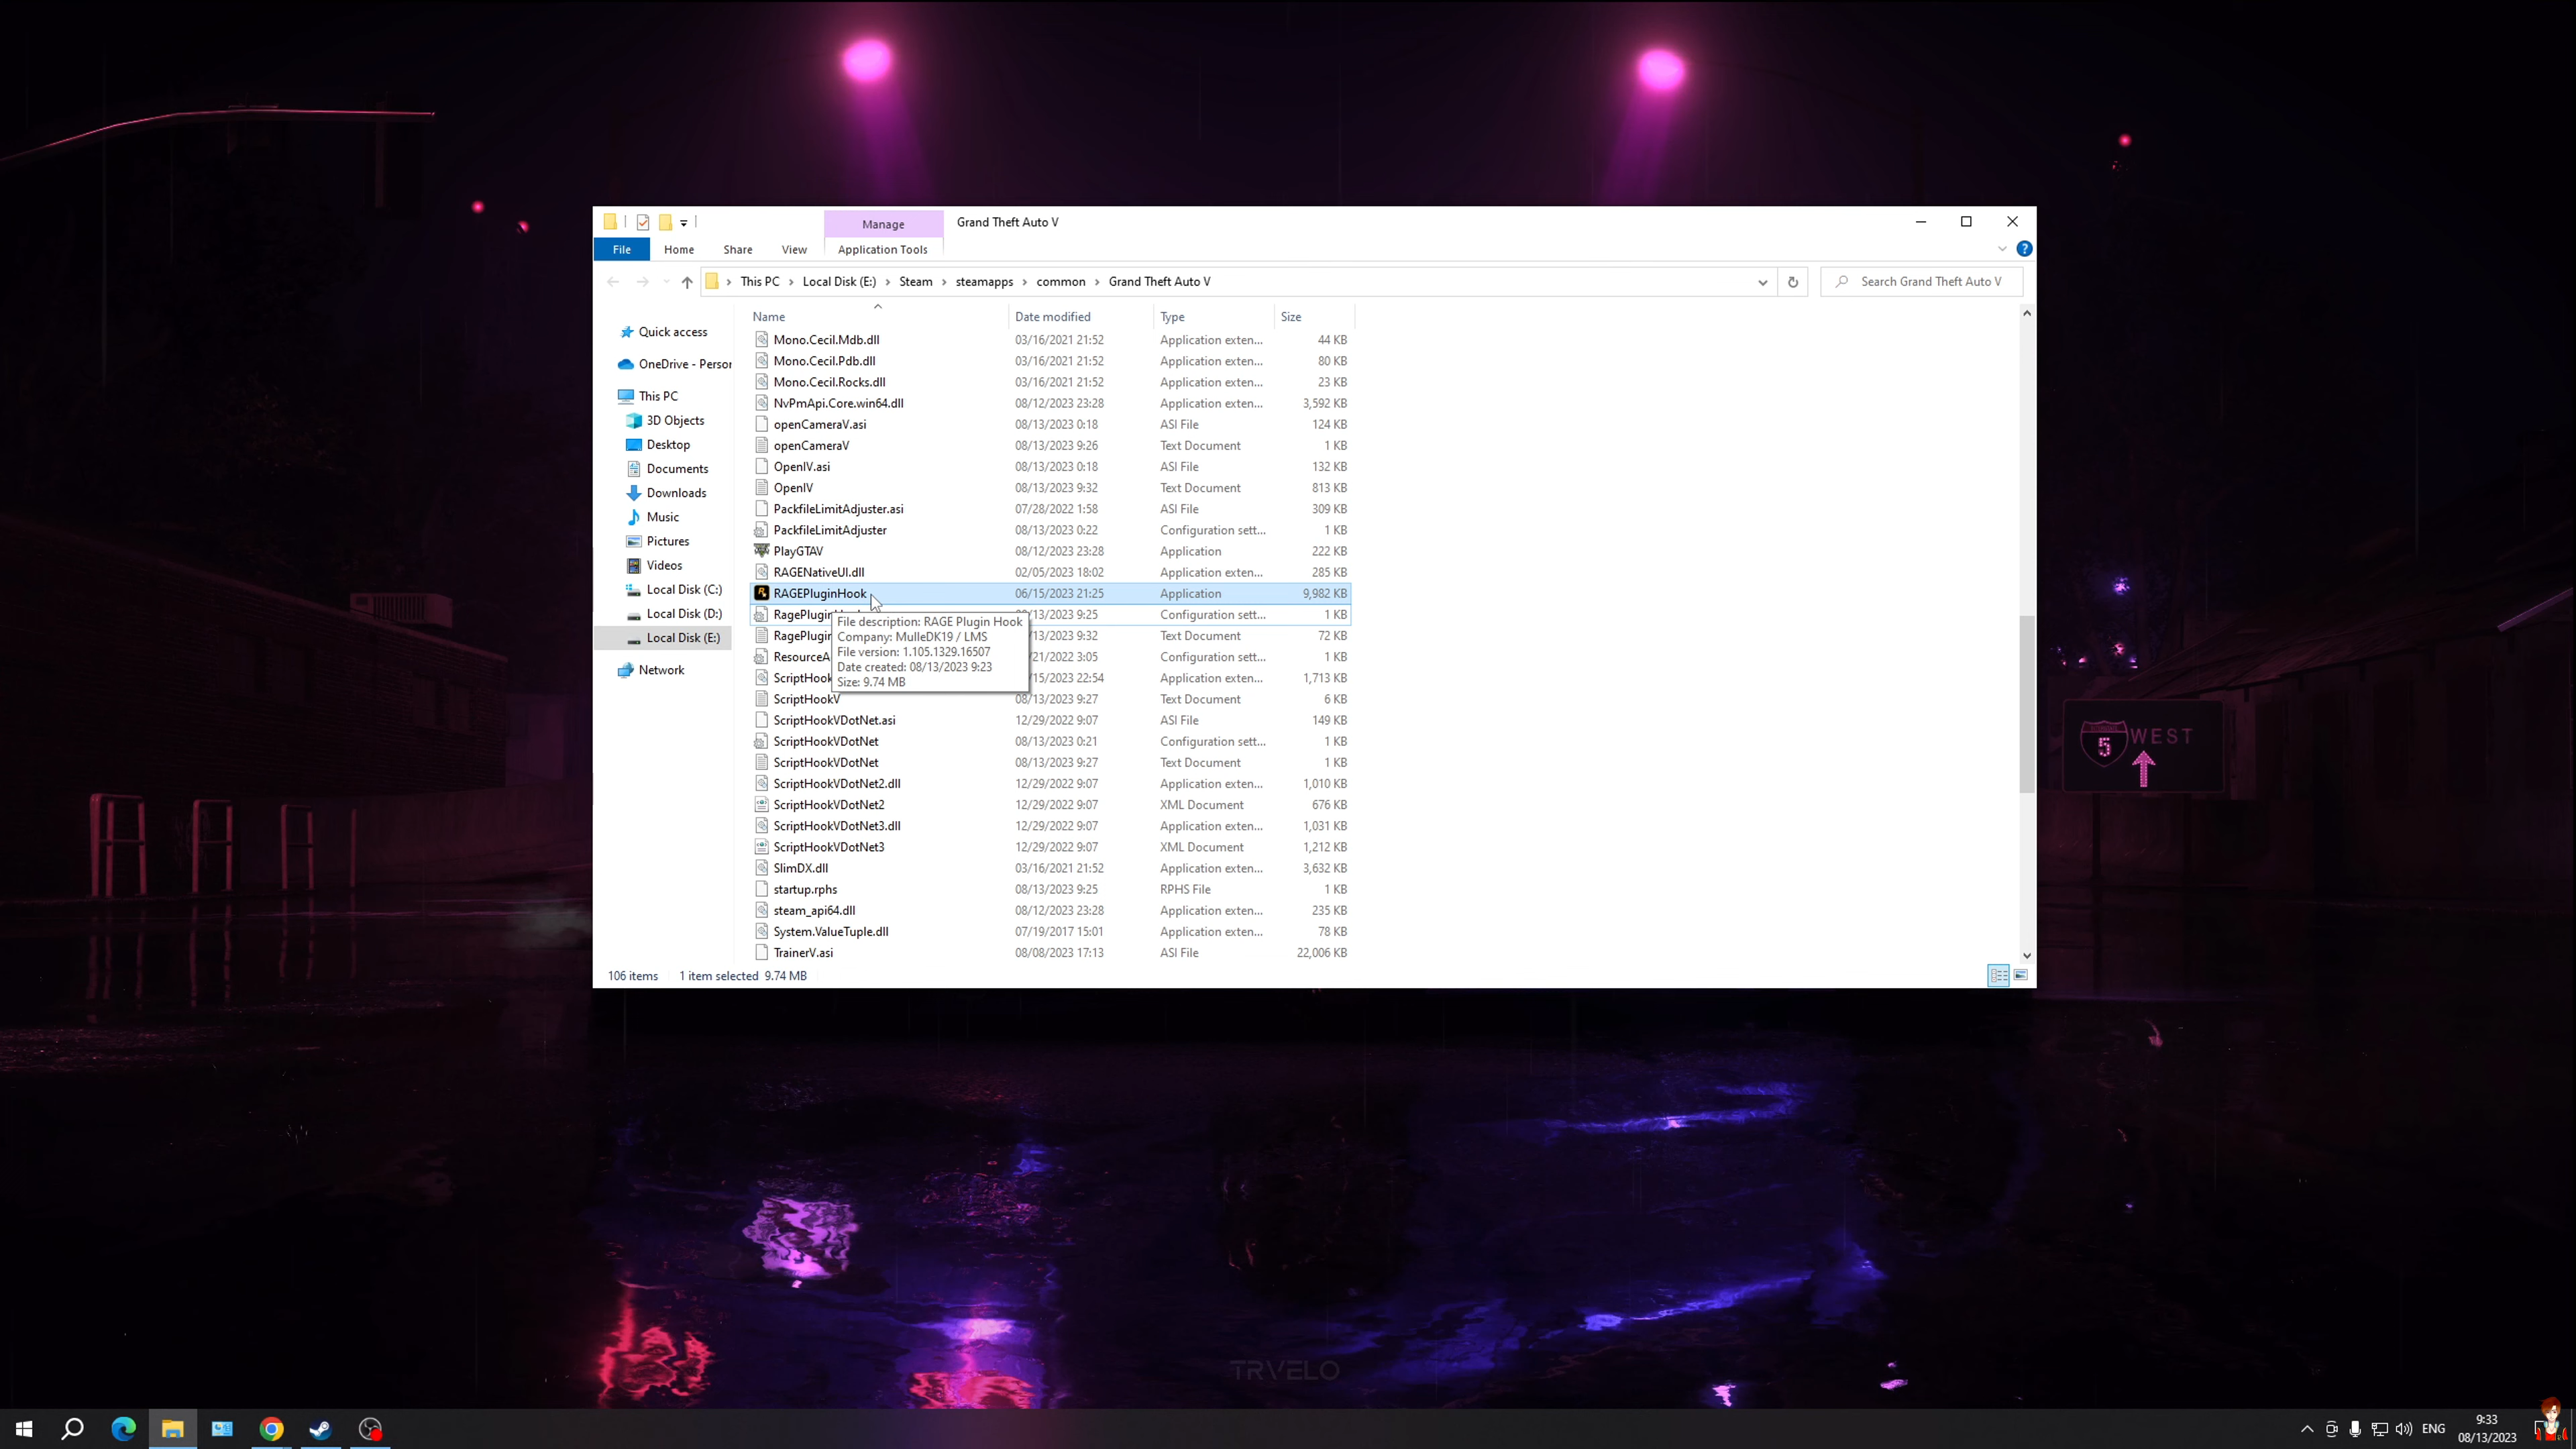 Manage
Grand Theft Auto V
File
Home
Share
View
Application Tools
This PC
Local Disk (E:)
Steam
steamapps
common
Grand Theft Auto V
Search Grand Theft Auto V
Quick access
OneDrive - Person
This PC
3D Objects
Desktop
Documents
Downloads
Music
Pictures
Videos
Local Disk (C:)
Local Disk (D:)
Local Disk (E:)
Network
Name Date modified Type Size
Mono.Cecil.Mdb.dll 03/16/2021 21:52 Application exten... 44 KB
Mono.Cecil.Pdb.dll 03/16/2021 21:52 Application exten... 80 KB
Mono.Cecil.Rocks.dll 03/16/2021 21:52 Application exten... 23 KB
NvPmApi.Core.win64.dll 08/12/2023 23:28 Application exten... 3,592 KB
openCameraV.asi 08/13/2023 0:18 ASI File 124 KB
openCameraV 08/13/2023 9:26 Text Document 1 KB
OpenIV.asi 08/13/2023 0:18 ASI File 132 KB
OpenIV 08/13/2023 9:32 Text Document 813 KB
PackfileLimitAdjuster.asi 07/28/2022 1:58 ASI File 309 KB
PackfileLimitAdjuster 08/13/2023 0:22 Configuration sett... 1 KB
PlayGTAV 08/12/2023 23:28 Application 222 KB
RAGENativeUI.dll 02/05/2023 18:02 Application exten... 285 KB
RAGEPluginHook 06/15/2023 21:25 Application 9,982 KB
RagePlugin /13/2023 9:25 Configuration sett... 1 KB
RagePlugin /13/2023 9:32 Text Document 72 KB
ResourceA /21/2022 3:05 Configuration sett... 1 KB
ScriptHook /15/2023 22:54 Application exten... 1,713 KB
File description: RAGE Plugin Hook
Company: MulleDK19 / LMS
File version: 1.105.1329.16507
Date created: 08/13/2023 9:23
Size: 9.74 MB
ScriptHookV 08/13/2023 9:27 Text Document 6 KB
ScriptHookVDotNet.asi 12/29/2022 9:07 ASI File 149 KB
ScriptHookVDotNet 08/13/2023 0:21 Configuration sett... 1 KB
ScriptHookVDotNet 08/13/2023 9:27 Text Document 1 KB
ScriptHookVDotNet2.dll 12/29/2022 9:07 Application exten... 1,010 KB
ScriptHookVDotNet2 12/29/2022 9:07 XML Document 676 KB
ScriptHookVDotNet3.dll 12/29/2022 9:07 Application exten... 1,031 KB
ScriptHookVDotNet3 12/29/2022 9:07 XML Document 1,212 KB
SlimDX.dll 03/16/2021 21:52 Application exten... 3,632 KB
startup.rphs 08/13/2023 9:25 RPHS File 1 KB
steam_api64.dll 08/12/2023 23:28 Application exten... 235 KB
System.ValueTuple.dll 07/19/2017 15:01 Application exten... 78 KB
TrainerV.asi 08/08/2023 17:13 ASI File 22,006 KB
106 items 1 item selected 9.74 MB
5 WEST
TRVELO
ENG
9:33
08/13/2023